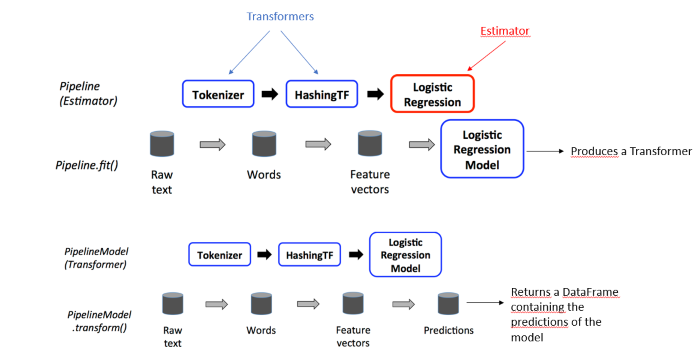 Transformers
Estimator
Pipeline
(Estimator)
Tokenizer
HashingTF
Logistic
Regression
Pipeline.fit()
Raw
text
Words
Feature
vectors
Logistic
Regression
Model
Produces a Transformer
PipelineModel
(Transformer)
Tokenizer
HashingTF
Logistic
Regression
Model
PipelineModel
.transform()
Raw
text
Words
Feature
vectors
Predictions
Returns a DataFrame
containing the
predictions of the
model